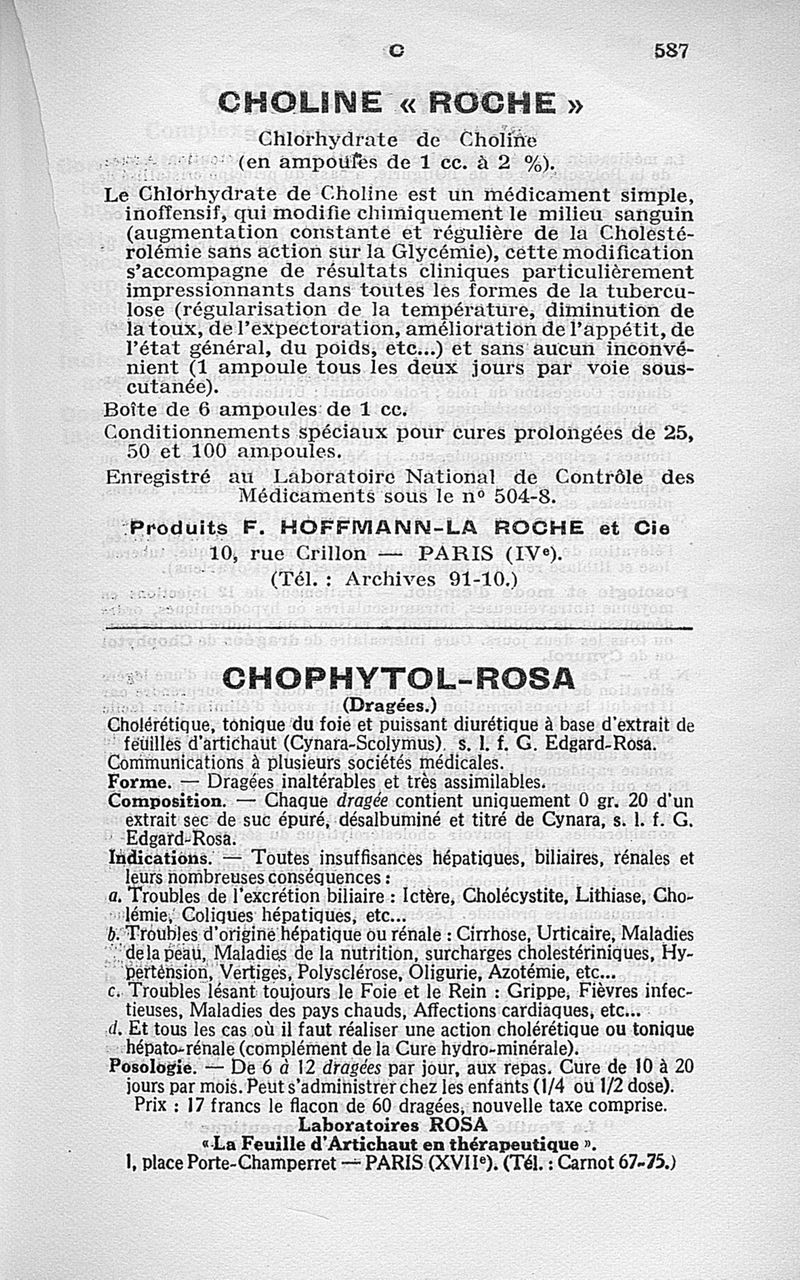 C 587
CHOLINE « ROCHE »
Chlorhydrate de Choline
(en ampoules de 1 cc. à 2 %).
Le Chlorhydrate de Choline est un médicament simple,
inoffensif, qui modifie chimiquement le milieu sanguin
(augmentation constante et régulière de la Cholesté-
rolémie sans action sur la Glycémie), cette modification
s'accompagne de résultats cliniques particulièrement
impressionnants dans toutes les formes de la tubercu-
lose (régularisation de la température, diminution de
la toux, de l'expectoration, amélioration de l'appétit, de
l'état général, du poids, etc...) et sans aucun inconvé-
nient (1 ampoule tous les deux jours par voie sous-
cutanée).
Boîte de 6 ampoules de 1 cc.
Conditionnements spéciaux pour cures prolongées de 25,
50 et 100 ampoules.
Enregistré au Laboratoire National de Contrôle des
Médicaments sous le nº 504-8.
Produits F. HOFFMANN-LA ROCHE et Cie
10, rue Crillon — PARIS (IVe).
(Tél. : Archives 91-10.)
CHOPHYTOL-ROSA
(Dragées.)
Cholérétique, tonique du foie et puissant diurétique à base d'extrait de
feuilles d'artichaut (Cynara-Scolymus). s. l. f. G. Edgard-Rosa.
Communications à plusieurs sociétés médicales.
Forme. — Dragées inaltérables et très assimilables.
Composition. — Chaque dragée contient uniquement 0 gr. 20 d'un
extrait sec de suc épuré, désalbuminé et titré de Cynara, s. l. f. G.
Edgard-Rosa.
Indications. — Toutes insuffisances hépatiques, biliaires, rénales et
leurs nombreuses conséquences :
a. Troubles de l'excrétion biliaire : Ictère, Cholécystite, Lithiase, Cho-
lémie, Coliques hépatiques, etc...
b. Troubles d'origine hépatique ou rénale : Cirrhose, Urticaire, Maladies
de la peau, Maladies de la nutrition, surcharges cholestériniques, Hy-
pertension, Vertiges, Polysclérose, Oligurie, Azotémie, etc...
c. Troubles lésant toujours le Foie et le Rein : Grippe, Fièvres infec-
tieuses, Maladies des pays chauds, Affections cardiaques, etc...
d. Et tous les cas où il faut réaliser une action cholérétique ou tonique
hépato-rénale (complément de la Cure hydro-minérale).
Posologie. — De 6 à 12 dragées par jour, aux repas. Cure de 10 à 20
jours par mois. Peut s'administrer chez les enfants (1/4 ou 1/2 dose).
Prix : 17 francs le flacon de 60 dragées, nouvelle taxe comprise.
Laboratoires ROSA
« La Feuille d'Artichaut en thérapeutique ».
1, place Porte-Champerret — PARIS (XVIIe). (Tél. : Carnot 67-75.)